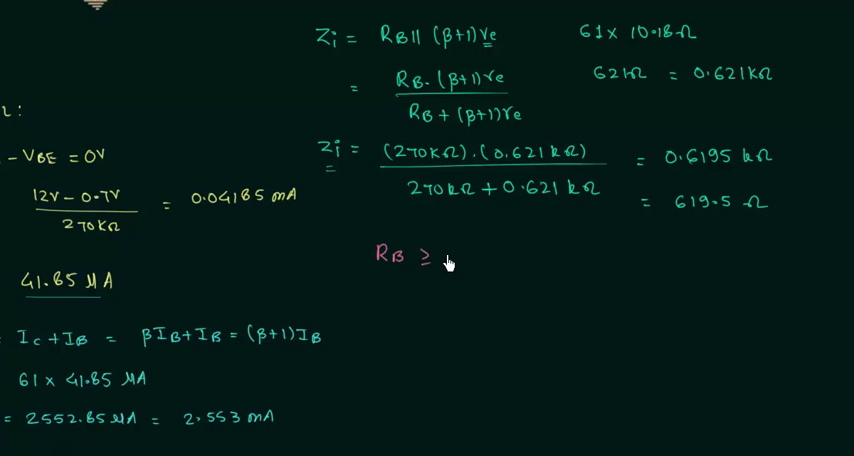 Zi = RB || (β+1)re
= RB · (β+1)re / RB + (β+1)re
Zi = (270kΩ) · (0.621kΩ) / 270kΩ + 0.621kΩ = 0.6195 kΩ
= 619.5 Ω
61 × 10.18Ω
621Ω = 0.621kΩ
RB ≥
:
- VBE = 0V
12V - 0.7V / 270KΩ = 0.04185 mA
41.85 μA
= IC + IB = βIB + IB = (β+1)IB
61 × 41.85 μA
= 2552.85 μA = 2.553 mA